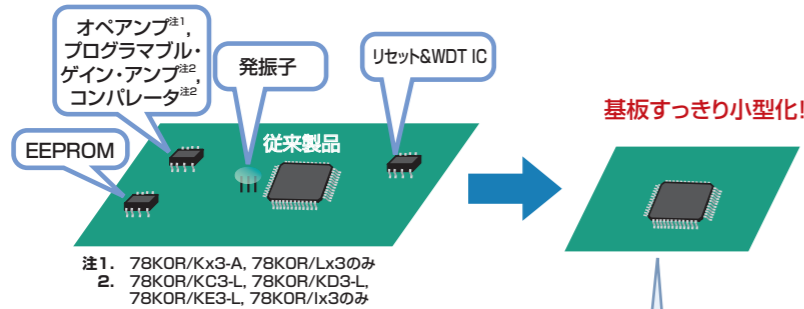 オペアンプ注1,
プログラマブル・
ゲイン・アンプ注2,
コンパレータ注2
発振子
リセット&WDT IC
基板すっきり小型化!
EEPROM
従来製品
注1. 78K0R/Kx3-A, 78K0R/Lx3のみ
2. 78K0R/KC3-L, 78K0R/KD3-L,
78K0R/KE3-L, 78K0R/Ix3のみ